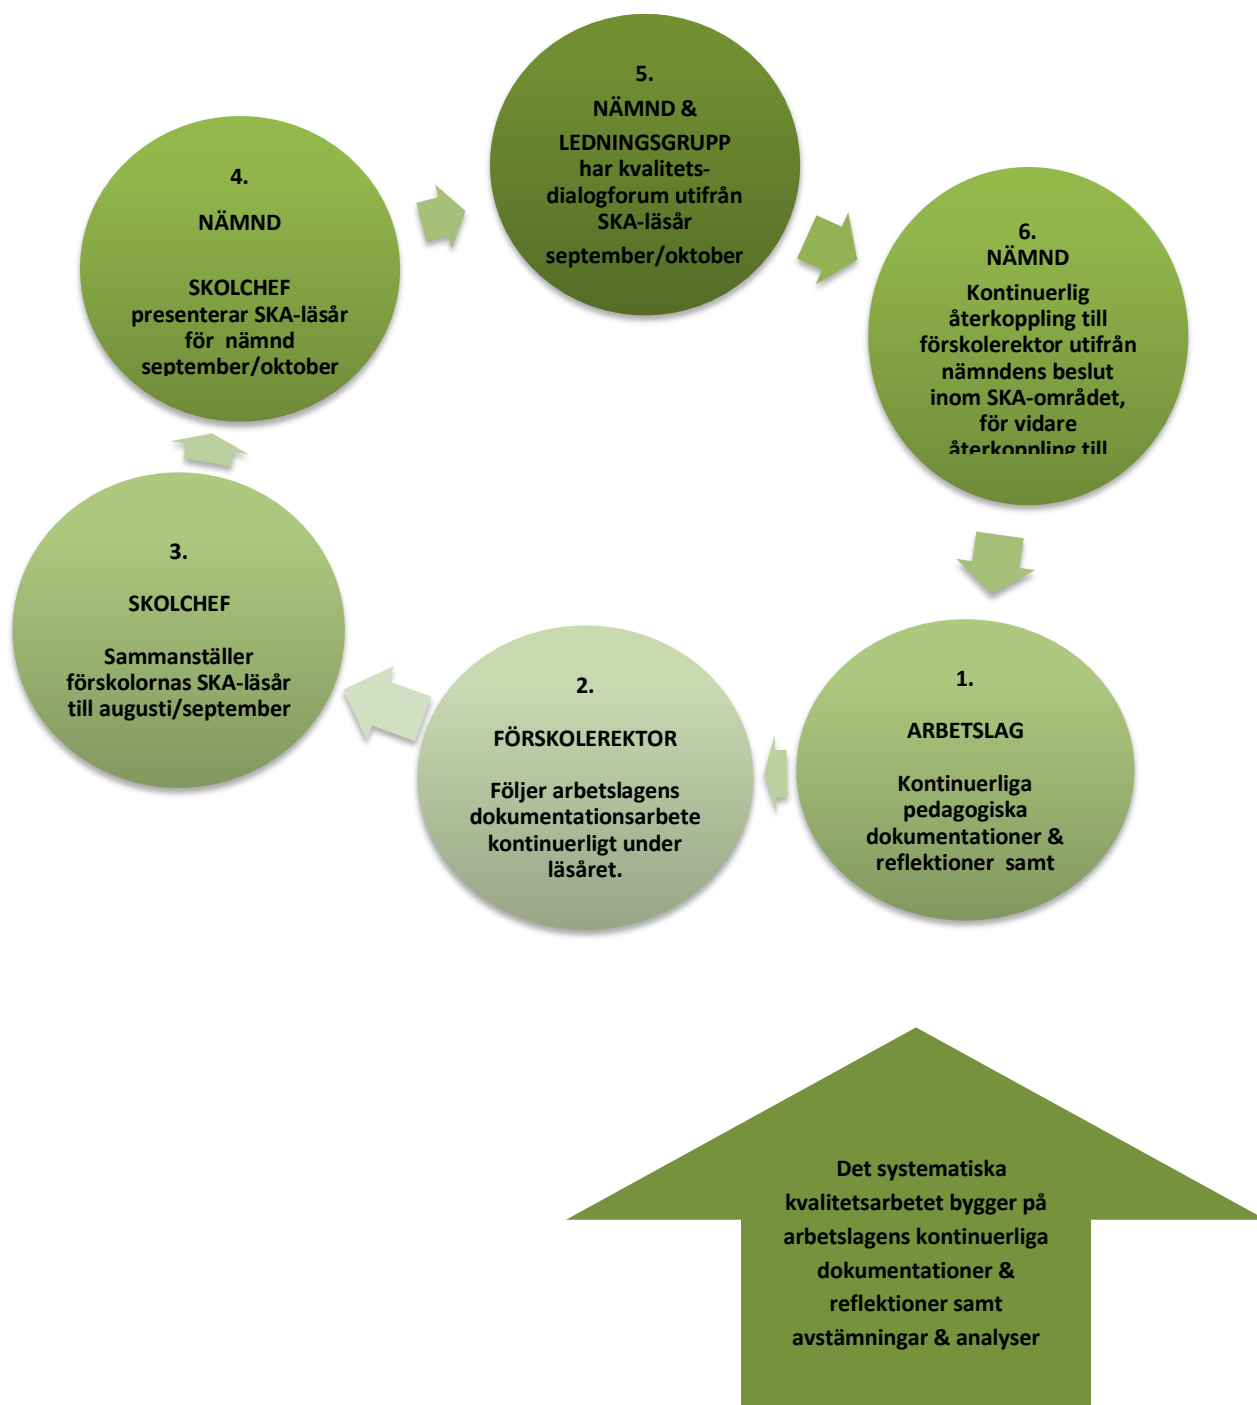 5.
NÄMND &
LEDNINGSGRUPP
har kvalitets-
dialogforum utifrån
SKA-läsår
september/oktober
4.
NÄMND
SKOLCHEF
presenterar SKA-läsår
för nämnd
september/oktober
6.
NÄMND
Kontinuerlig
återkoppling till
förskolerektor utifrån
nämndens beslut
inom SKA-området,
för vidare
återkoppling till
3.
SKOLCHEF
Sammanställer
förskolornas SKA-läsår
till augusti/september
2.
FÖRSKOLEREKTOR
Följer arbetslagens
dokumentationsarbete
kontinuerligt under
läsåret.
1.
ARBETSLAG
Kontinuerliga
pedagogiska
dokumentationer &
reflektioner samt
Det systematiska
kvalitetsarbetet bygger på
arbetslagens kontinuerliga
dokumentationer &
reflektioner samt
avstämningar & analyser